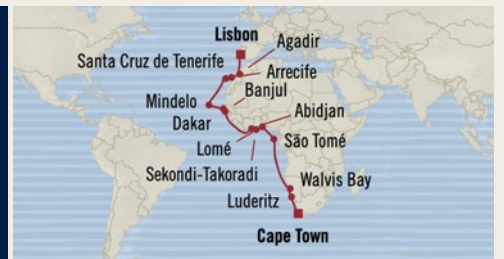 Lisbon
Agadir
Santa Cruz de Tenerife
Arrecife
Banjul
Mindelo
Abidjan
Dakar
Lomé
São Tomé
Sekondi-Takoradi
Walvis Bay
Luderitz
Cape Town